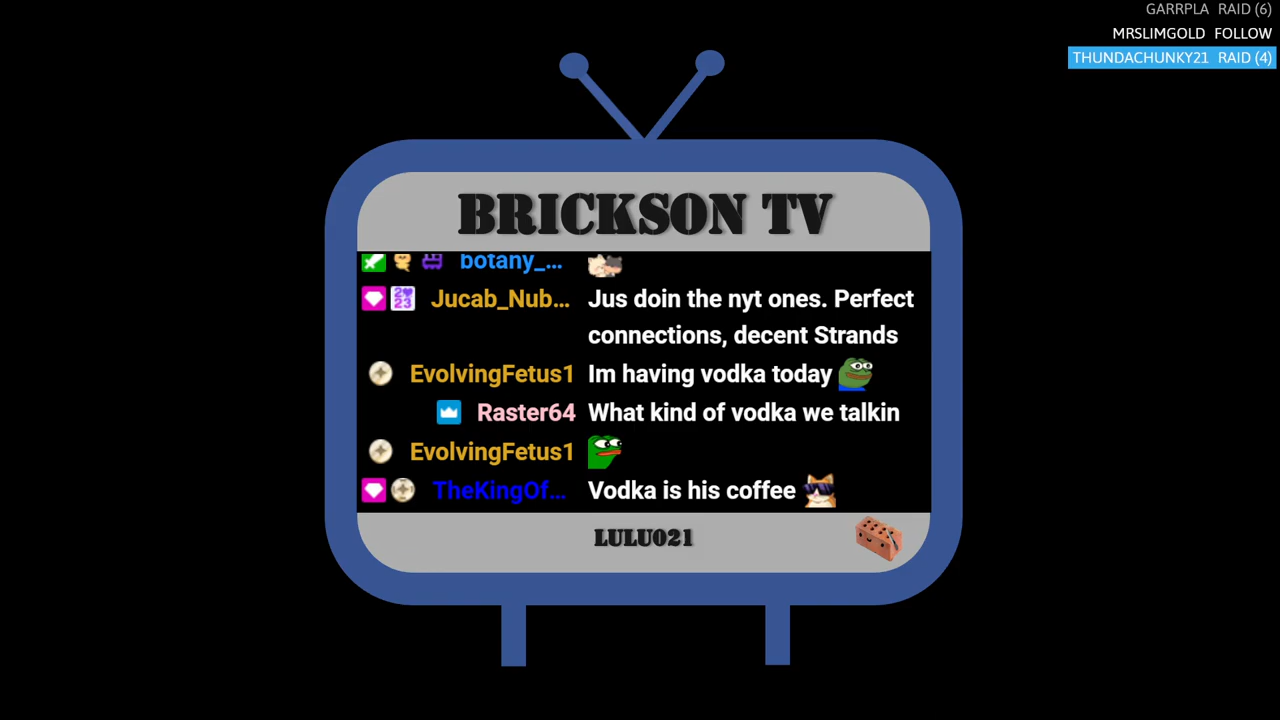 GARRPLA RAID (6)
MRSLIMGOLD FOLLOW
THUNDACHUNKY21 RAID (4)
BRICKSON TV
botany_...
Jucab_Nub... Jus doin the nyt ones. Perfect
connections, decent Strands
EvolvingFetus1 Im having vodka today
Raster64 What kind of vodka we talkin
EvolvingFetus1
TheKingOf... Vodka is his coffee
LULU021